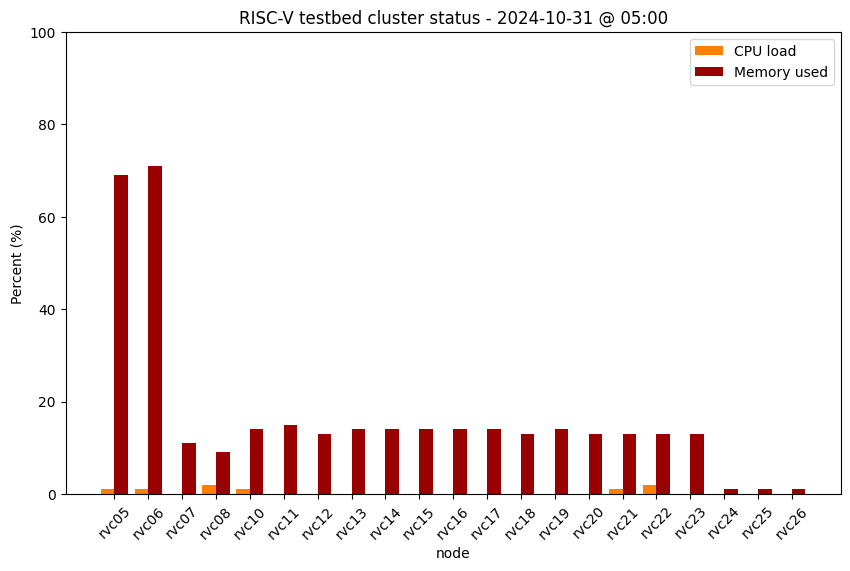 RISC-V testbed cluster status - 2024-10-31 @ 05:00
CPU load
Memory used
Percent (%)
100
80
60
40
20
0
rvc05
rvc06
rvc07
rvc08
rvc10
rvc11
rvc12
rvc13
rvc14
rvc15
rvc16
rvc17
rvc18
rvc19
rvc20
rvc21
rvc22
rvc23
rvc24
rvc25
rvc26
node